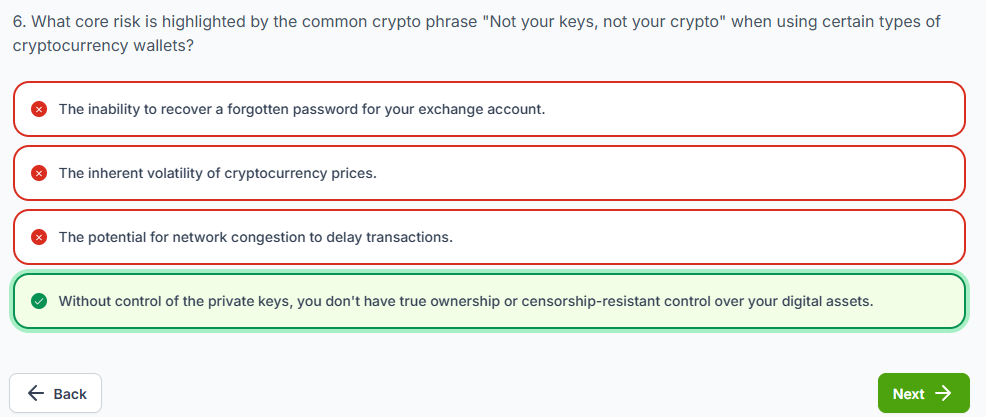 6. What core risk is highlighted by the common crypto phrase "Not your keys, not your crypto" when using certain types of
cryptocurrency wallets?
The inability to recover a forgotten password for your exchange account.
The inherent volatility of cryptocurrency prices.
The potential for network congestion to delay transactions.
Without control of the private keys, you don't have true ownership or censorship-resistant control over your digital assets.
Back
Next